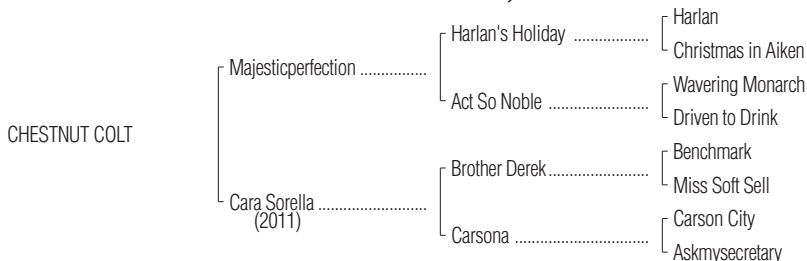 Harlan
Harlan's Holiday ..................
Christmas in Aiken
Majesticperfection ................
Wavering Monarch
Act So Noble ........................
Driven to Drink
CHESTNUT COLT
Benchmark
Brother Derek.......................
Miss Soft Sell
Cara Sorella ..........................
(2011)
Carson City
Carsona ................................
Askmysecretary